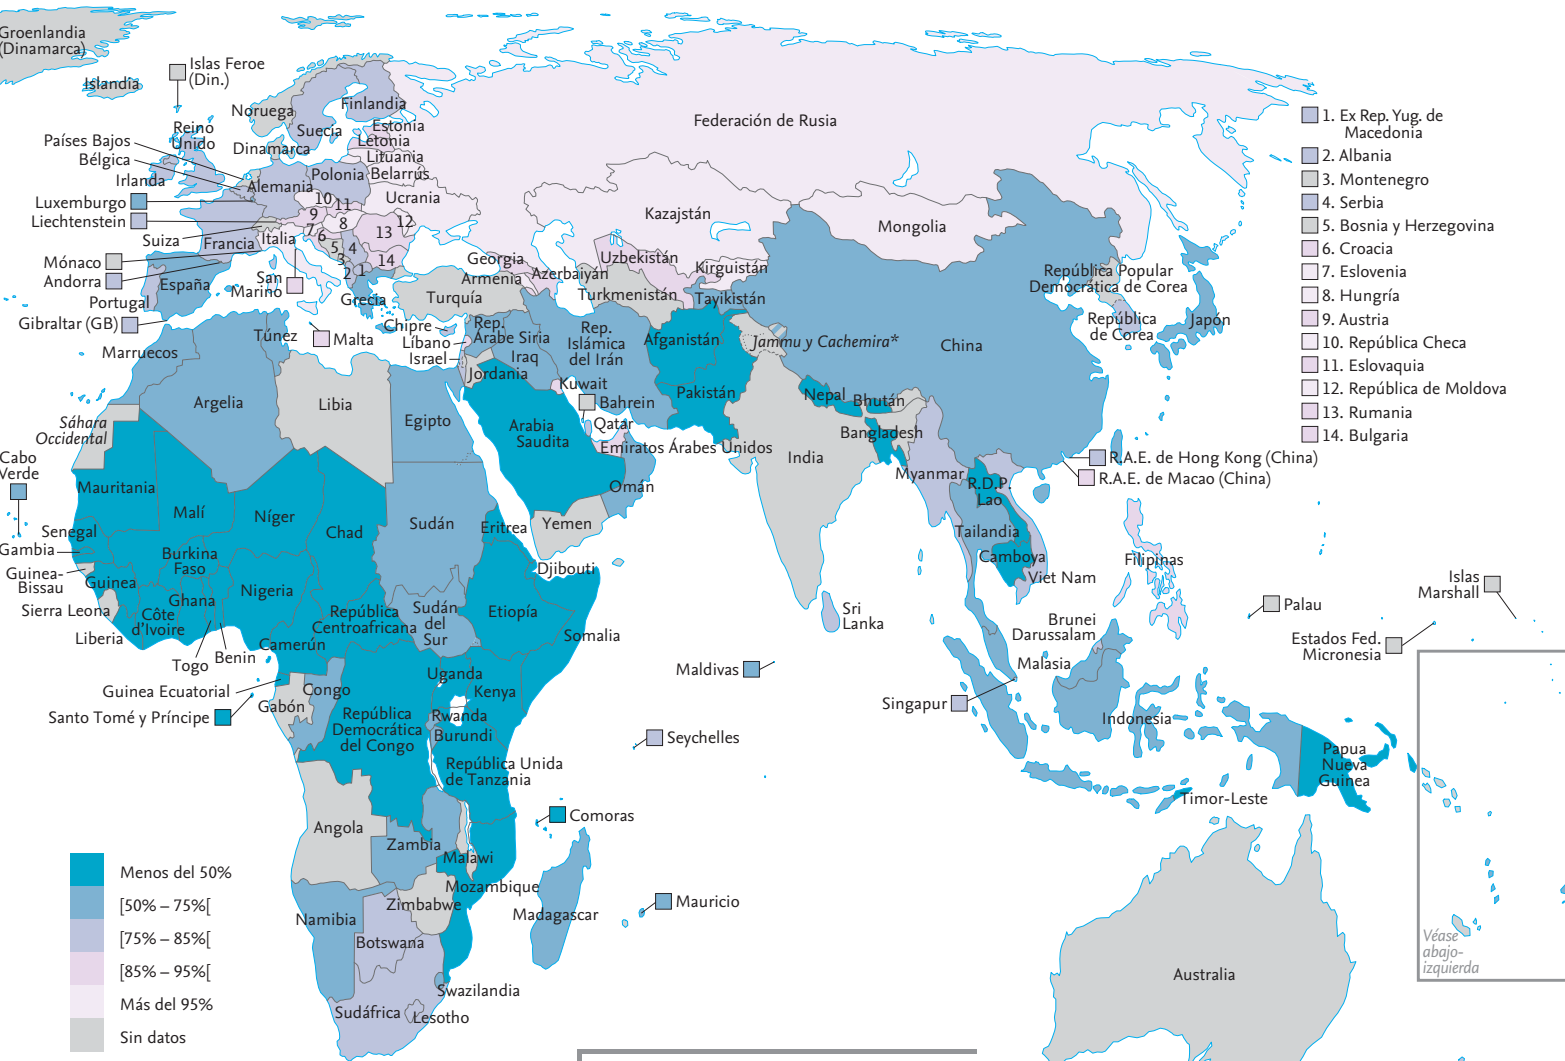 Groenlandia
(Dinamarca)
Islandia
Islas Feroe
(Din.)
Noruega
Suecia
Finlandia
Estonia
Letonia
Lituania
Belarrús
Dinamarca
Reino
Unido
Países Bajos
Bélgica
Irlanda
Luxemburgo
Liechtenstein
Suiza
Mónaco
Andorra
Portugal
Gibraltar (GB)
Marruecos
Alemania
Polonia
Ucrania
Francia
Italia
España
San
Marino
Grecia
Túnez
Malta
10
11
9
8
7
6
5
4
3
2
1
12
13
14
Federación de Rusia
Kazajstán
Mongolia
Georgia
Armenia
Azerbaiyán
Turquía
Uzbekistán
Turkmenistán
Kirguistán
Tayikistán
Chipre
Líbano
Israel
Rep.
Árabe Siria
Iraq
Jordania
Rep.
Islámica
del Irán
Afganistán
Jammu y Cachemira*
China
República Popular
Democrática de Corea
República
de Corea
Japón
Kuwait
Bahrein
Qatar
Emiratos Árabes Unidos
Pakistán
Nepal
Bhután
Bangladesh
India
Myanmar
R.D.P.
Lao
Tailandia
Camboya
Viet Nam
Filipinas
R.A.E. de Hong Kong (China)
R.A.E. de Macao (China)
Arabia
Saudita
Omán
Yemen
Argelia
Libia
Egipto
Sáhara
Occidental
Cabo
Verde
Mauritania
Malí
Níger
Chad
Sudán
Eritrea
Djibouti
Senegal
Gambia
Guinea-
Bissau
Guinea
Sierra Leona
Liberia
Burkina
Faso
Ghana
Côte
d'Ivoire
Togo
Benin
Nigeria
Camerún
República
Centroafricana
Sudán
del
Sur
Etiopía
Somalia
Guinea Ecuatorial
Santo Tomé y Príncipe
Gabón
Congo
República
Democrática
del Congo
Uganda
Kenya
Rwanda
Burundi
República Unida
de Tanzania
Comoras
Seychelles
Maldivas
Sri
Lanka
Angola
Zambia
Malawi
Mozambique
Zimbabwe
Madagascar
Mauricio
Namibia
Botswana
Swazilandia
Sudáfrica
Lesotho
Brunei
Darussalam
Malasia
Singapur
Indonesia
Timor-Leste
Papua
Nueva
Guinea
Palau
Islas
Marshall
Estados Fed.
Micronesia
Australia
Véase
abajo-
izquierda
1. Ex Rep. Yug. de
Macedonia
2. Albania
3. Montenegro
4. Serbia
5. Bosnia y Herzegovina
6. Croacia
7. Eslovenia
8. Hungría
9. Austria
10. República Checa
11. Eslovaquia
12. República de Moldova
13. Rumania
14. Bulgaria
Menos del 50%
[50% – 75%[
[75% – 85%[
[85% – 95%[
Más del 95%
Sin datos